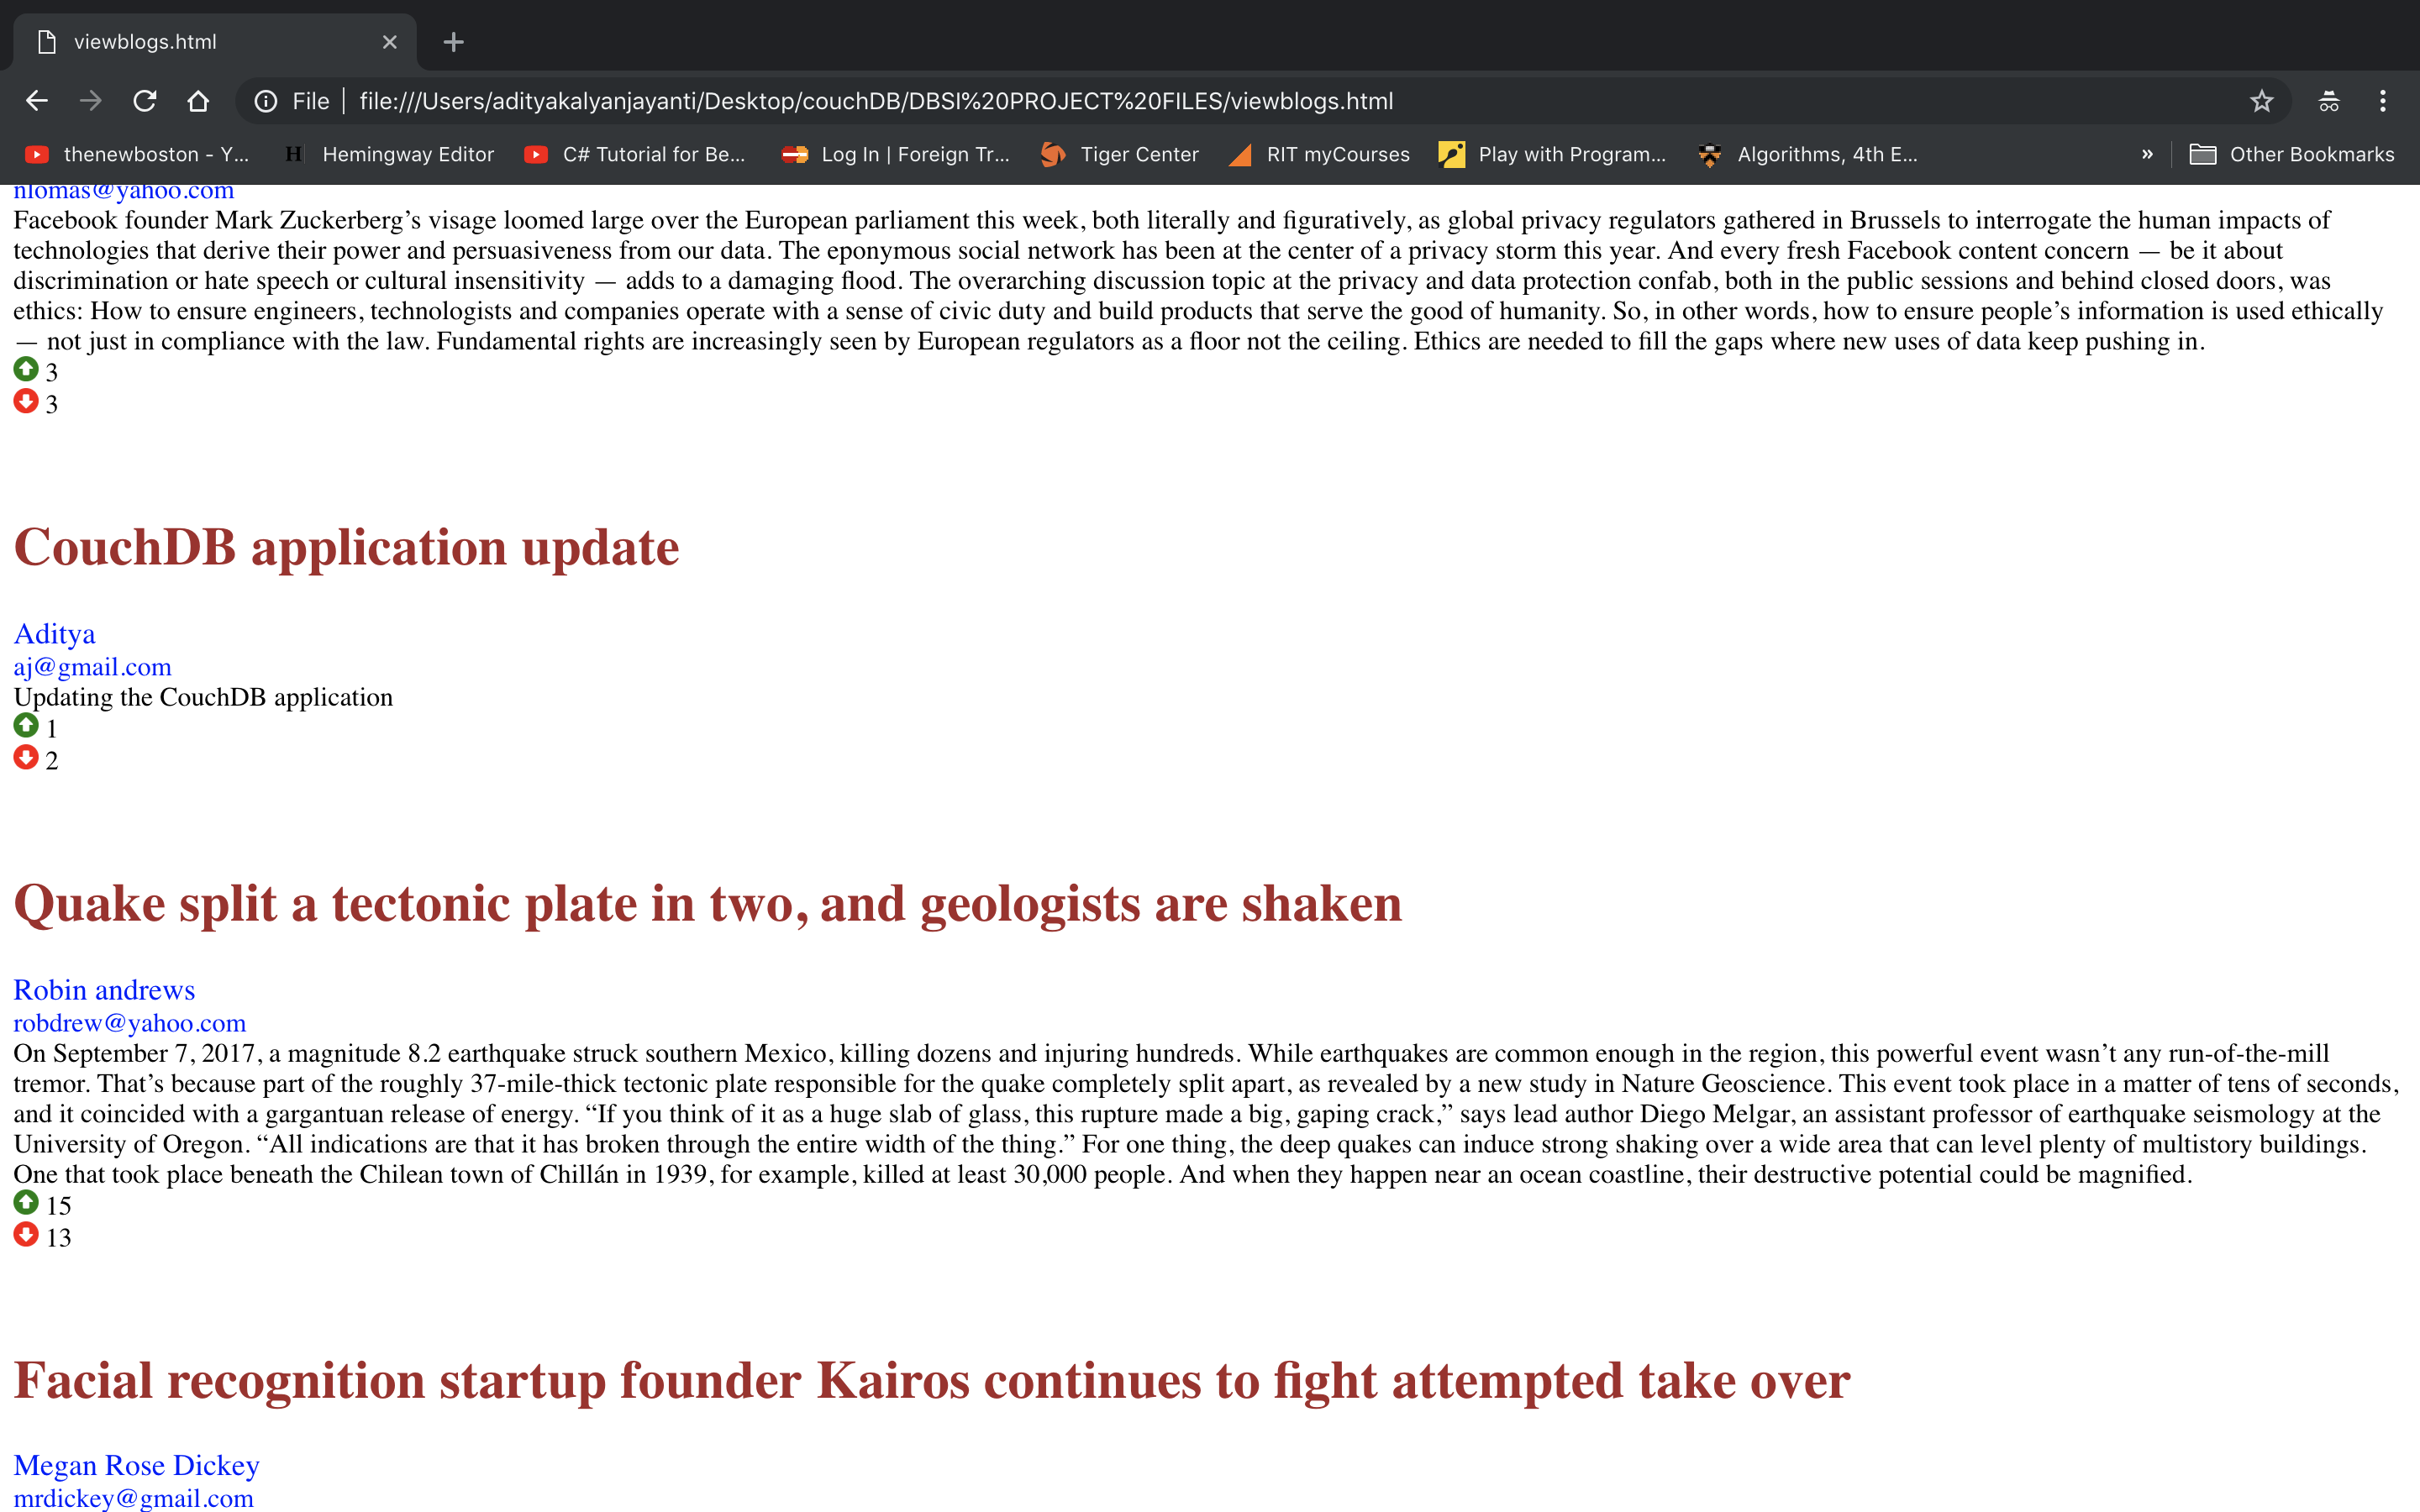 viewblogs.html
File | file:///Users/adityakalyanjayanti/Desktop/couchDB/DBSI%20PROJECT%20FILES/viewblogs.html
thenewboston - Y... H Hemingway Editor C# Tutorial for Be... Log In | Foreign Tr... Tiger Center RIT myCourses Play with Program... Algorithms, 4th E... » Other Bookmarks
nlomas@yahoo.com
Facebook founder Mark Zuckerberg’s visage loomed large over the European parliament this week, both literally and figuratively, as global privacy regulators gathered in Brussels to interrogate the human impacts of
technologies that derive their power and persuasiveness from our data. The eponymous social network has been at the center of a privacy storm this year. And every fresh Facebook content concern — be it about
discrimination or hate speech or cultural insensitivity — adds to a damaging flood. The overarching discussion topic at the privacy and data protection confab, both in the public sessions and behind closed doors, was
ethics: How to ensure engineers, technologists and companies operate with a sense of civic duty and build products that serve the good of humanity. So, in other words, how to ensure people’s information is used ethically
— not just in compliance with the law. Fundamental rights are increasingly seen by European regulators as a floor not the ceiling. Ethics are needed to fill the gaps where new uses of data keep pushing in.
3
3
CouchDB application update
Aditya
aj@gmail.com
Updating the CouchDB application
1
2
Quake split a tectonic plate in two, and geologists are shaken
Robin andrews
robdrew@yahoo.com
On September 7, 2017, a magnitude 8.2 earthquake struck southern Mexico, killing dozens and injuring hundreds. While earthquakes are common enough in the region, this powerful event wasn’t any run-of-the-mill
tremor. That’s because part of the roughly 37-mile-thick tectonic plate responsible for the quake completely split apart, as revealed by a new study in Nature Geoscience. This event took place in a matter of tens of seconds,
and it coincided with a gargantuan release of energy. “If you think of it as a huge slab of glass, this rupture made a big, gaping crack,” says lead author Diego Melgar, an assistant professor of earthquake seismology at the
University of Oregon. “All indications are that it has broken through the entire width of the thing.” For one thing, the deep quakes can induce strong shaking over a wide area that can level plenty of multistory buildings.
One that took place beneath the Chilean town of Chillán in 1939, for example, killed at least 30,000 people. And when they happen near an ocean coastline, their destructive potential could be magnified.
15
13
Facial recognition startup founder Kairos continues to fight attempted take over
Megan Rose Dickey
mrdickey@gmail.com